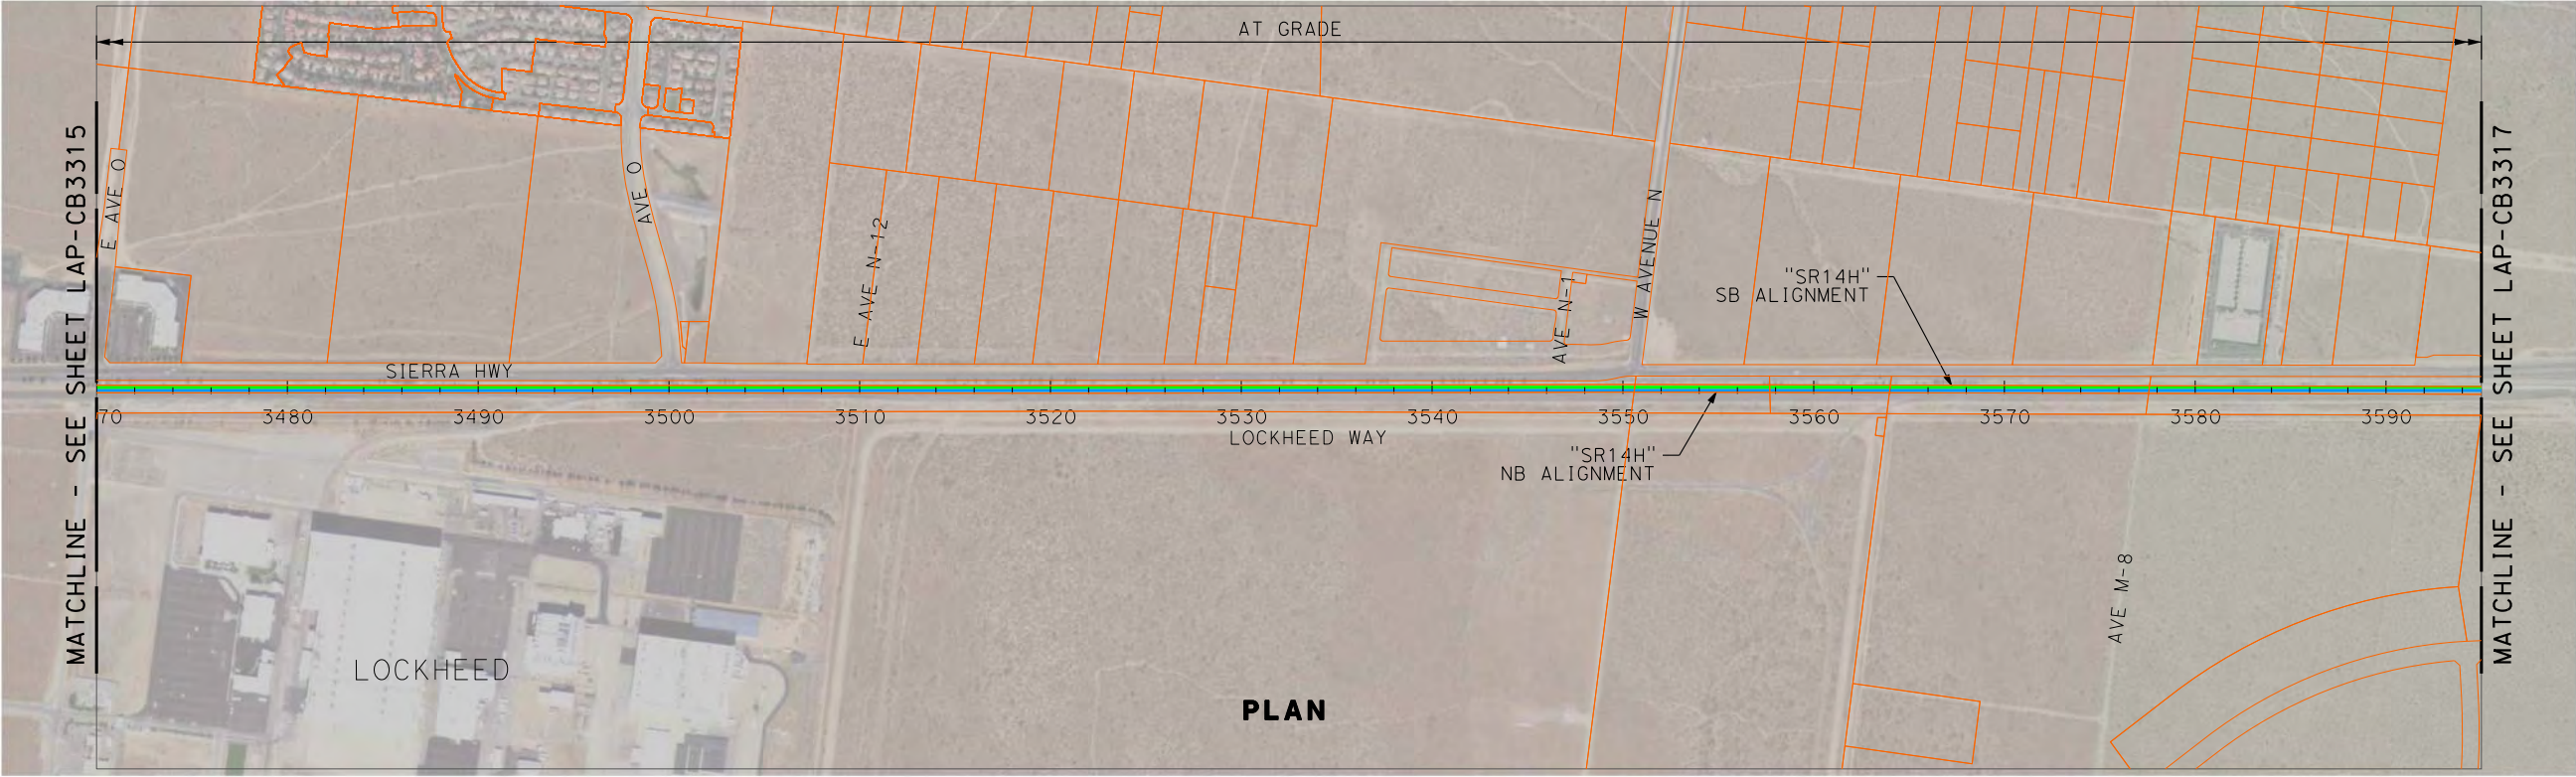 AT GRADE
MATCHLINE - SEE SHEET LAP-CB3315
E AVE O
AVE O
E AVE N-12
AVE N-1
W AVENUE N
"SR14H"
SB ALIGNMENT
SIERRA HWY
70 3480 3490 3500 3510 3520 3530 3540 3550 3560 3570 3580 3590
LOCKHEED WAY
"SR14H"
NB ALIGNMENT
AVE M-8
LOCKHEED
PLAN
MATCHLINE - SEE SHEET LAP-CB3317